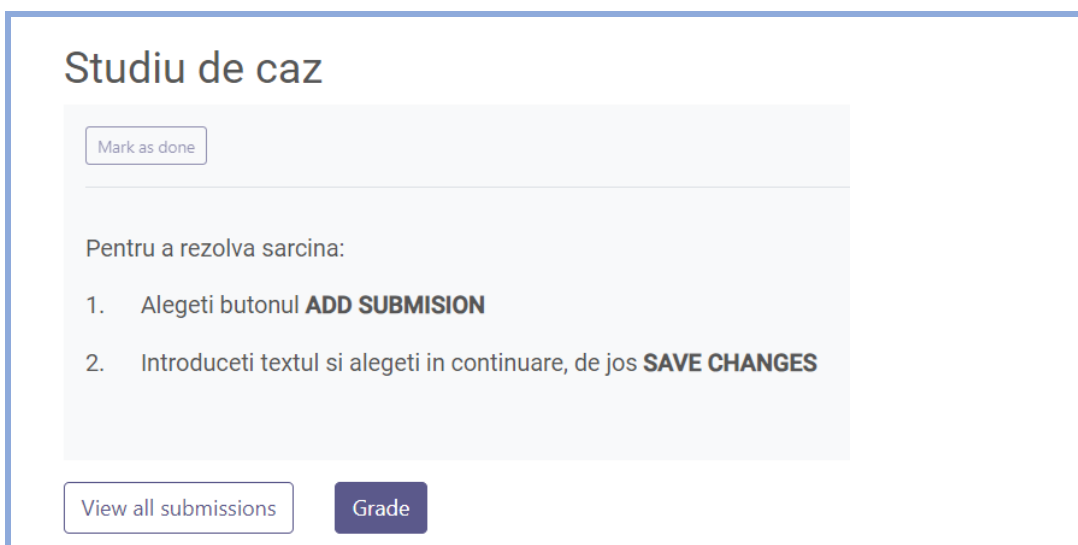 Studiu de caz
Mark as done
Pentru a rezolva sarcina:
1. Alegeti butonul ADD SUBMISION
2. Introduceti textul si alegeti in continuare, de jos SAVE CHANGES
View all submissions
Grade